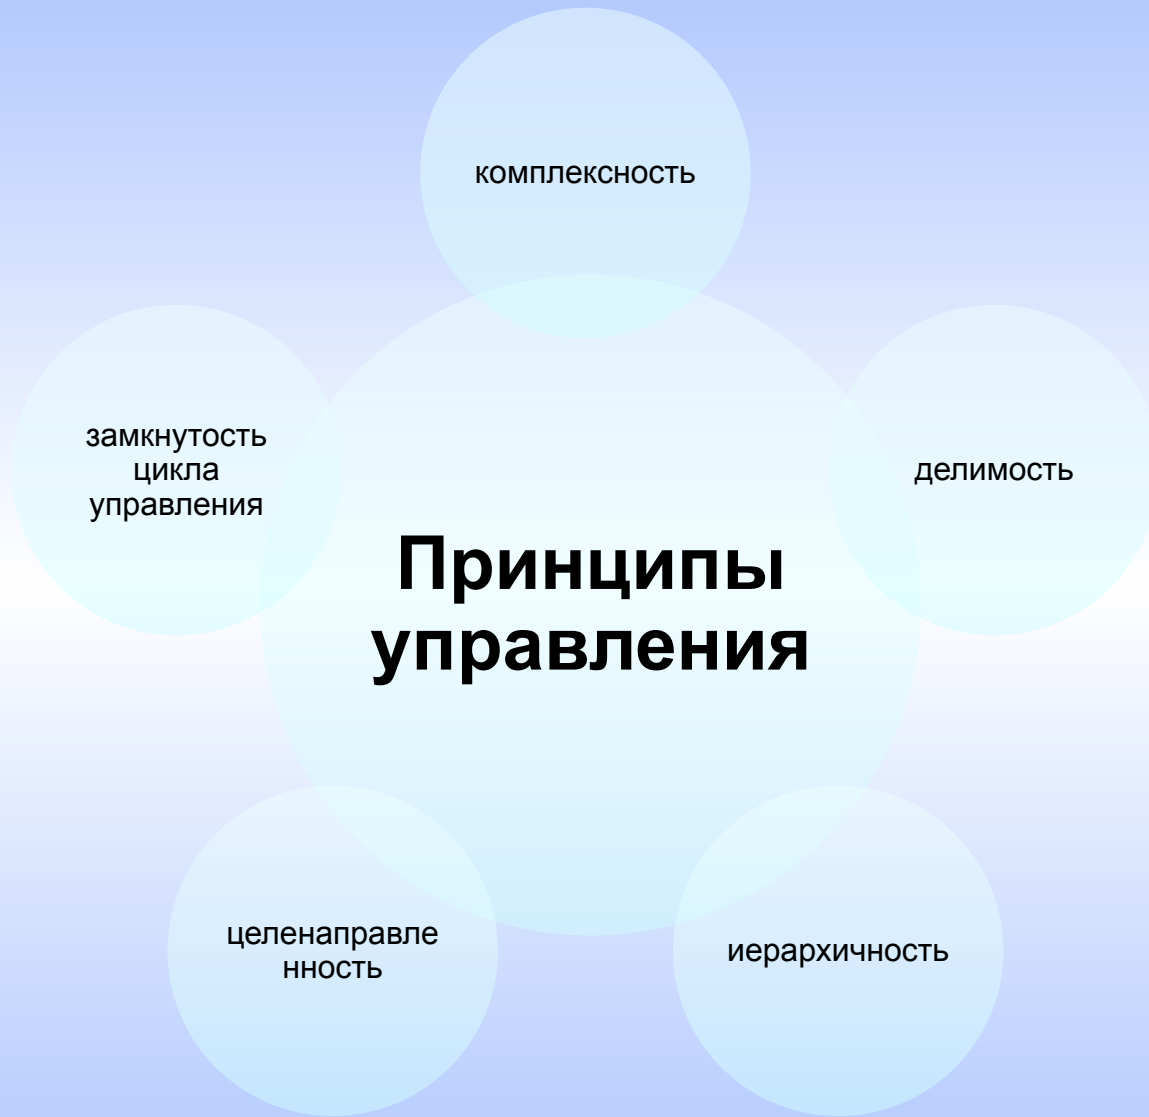 комплексность
замкнутость
цикла
управления
делимость
Принципы
управления
целенаправле
нность
иерархичность